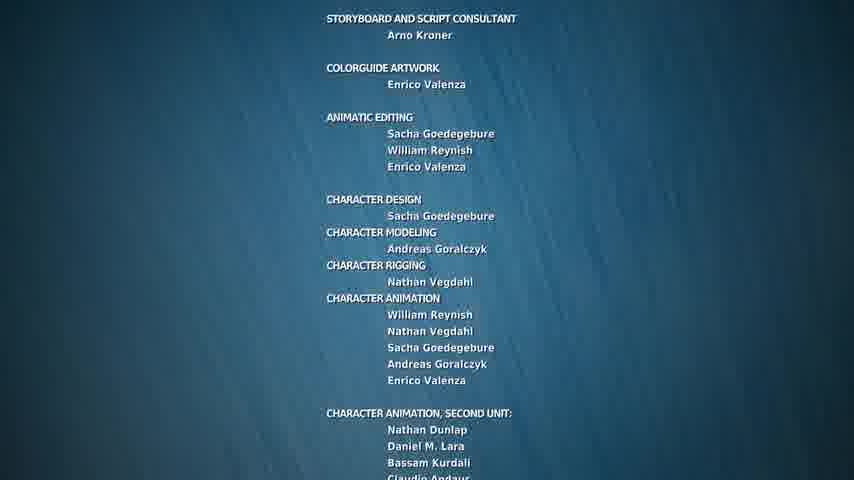 STORYBOARD AND SCRIPT CONSULTANT
Arno Kroner
COLORGUIDE ARTWORK
Enrico Valenza
ANIMATIC EDITING
Sacha Goedegebure
William Reynish
Enrico Valenza
CHARACTER DESIGN
Sacha Goedegebure
CHARACTER MODELING
Andreas Goralczyk
CHARACTER RIGGING
Nathan Vegdahl
CHARACTER ANIMATION
William Reynish
Nathan Vegdahl
Sacha Goedegebure
Andreas Goralczyk
Enrico Valenza
CHARACTER ANIMATION, SECOND UNIT:
Nathan Dunlap
Daniel M. Lara
Bassam Kurdali
Claudio Andaur